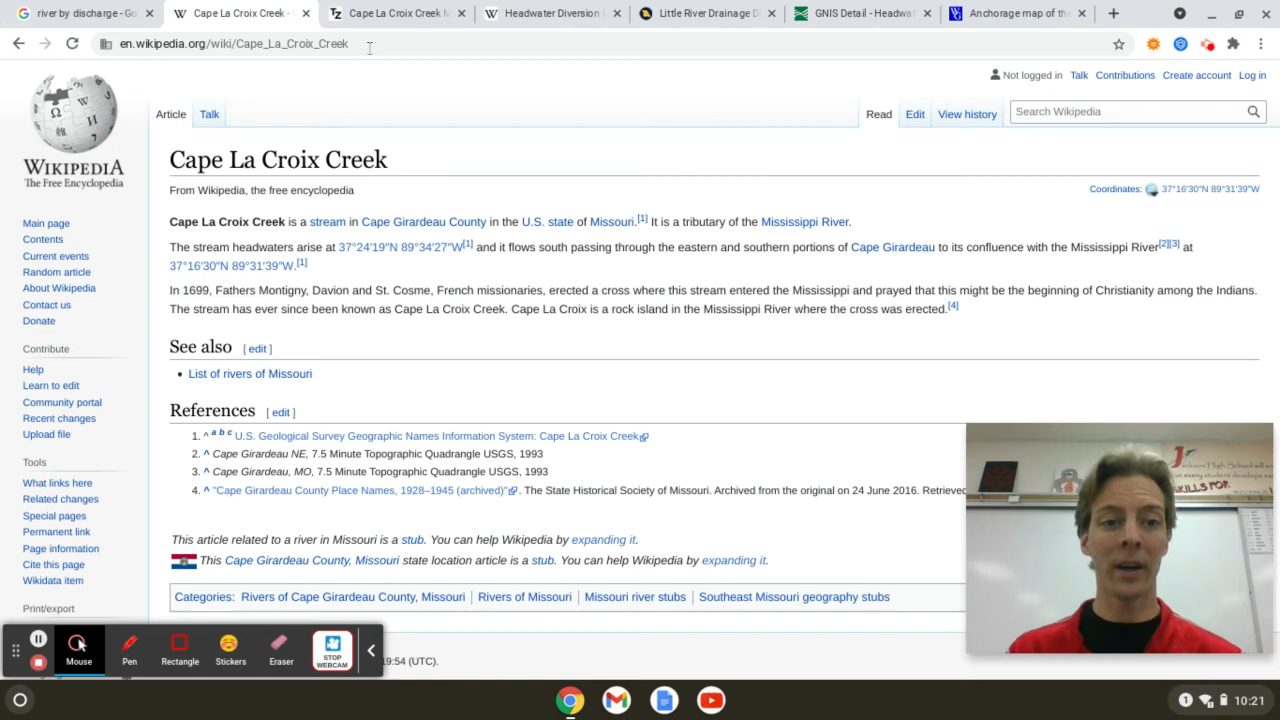 river by discharge - Go
Cape La Croix Creek -
Cape La Croix Creek M
Headwater Diversion C
Little River Drainage D
GNIS Detail - Headwat
Anchorage map of the
en.wikipedia.org/wiki/Cape_La_Croix_Creek
Not logged in Talk Contributions Create account Log in
Article Talk Read Edit View history Search Wikipedia
WIKIPEDIA
The Free Encyclopedia
Cape La Croix Creek
From Wikipedia, the free encyclopedia
Coordinates: 37°16′30″N 89°31′39″W
Cape La Croix Creek is a stream in Cape Girardeau County in the U.S. state of Missouri.[1] It is a tributary of the Mississippi River.
The stream headwaters arise at 37°24′19″N 89°34′27″W[1] and it flows south passing through the eastern and southern portions of Cape Girardeau to its confluence with the Mississippi River[2][3] at
37°16′30″N 89°31′39″W.[1]
In 1699, Fathers Montigny, Davion and St. Cosme, French missionaries, erected a cross where this stream entered the Mississippi and prayed that this might be the beginning of Christianity among the Indians.
The stream has ever since been known as Cape La Croix Creek. Cape La Croix is a rock island in the Mississippi River where the cross was erected.[4]
See also [ edit ]
• List of rivers of Missouri
References [ edit ]
1. ^ a b c U.S. Geological Survey Geographic Names Information System: Cape La Croix Creek
2. ^ Cape Girardeau NE, 7.5 Minute Topographic Quadrangle USGS, 1993
3. ^ Cape Girardeau, MO, 7.5 Minute Topographic Quadrangle USGS, 1993
4. ^ "Cape Girardeau County Place Names, 1928–1945 (archived)". The State Historical Society of Missouri. Archived from the original on 24 June 2016. Retrieved
This article related to a river in Missouri is a stub. You can help Wikipedia by expanding it.
This Cape Girardeau County, Missouri state location article is a stub. You can help Wikipedia by expanding it.
Categories: Rivers of Cape Girardeau County, Missouri | Rivers of Missouri | Missouri river stubs | Southeast Missouri geography stubs
19:54 (UTC).
Main page
Contents
Current events
Random article
About Wikipedia
Contact us
Donate
Contribute
Help
Learn to edit
Community portal
Recent changes
Upload file
Tools
What links here
Related changes
Special pages
Permanent link
Page information
Cite this page
Wikidata item
Print/export
Mouse
Pen
Rectangle
Stickers
Eraser
STOP
WEBCAM
Jackson High School
SKILLS FOR
1
10:21